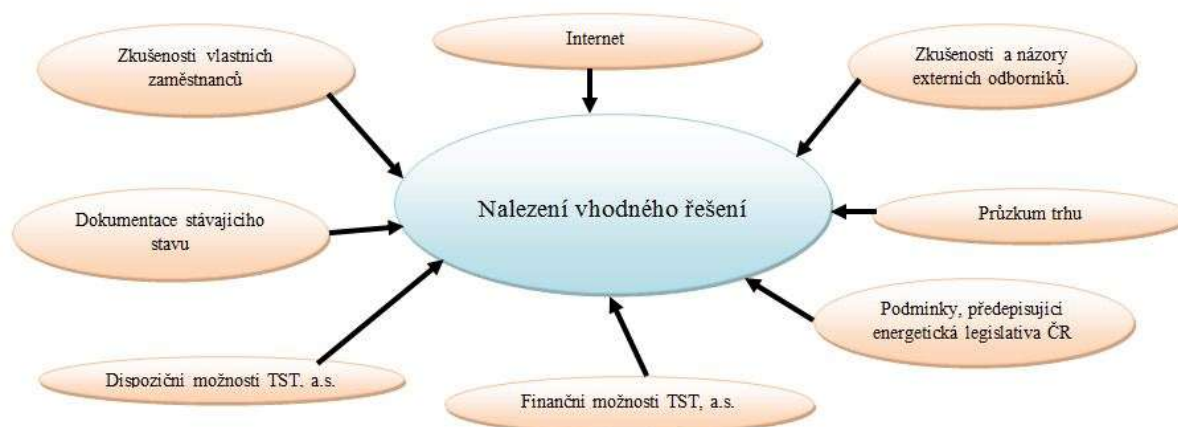 Zkušenosti vlastních
zaměstnanců
Internet
Zkušenosti a názory
externích odborníků.
Dokumentace stávajícího
stavu
Nalezení vhodného řešení
Průzkum trhu
Podmínky, předepisující
energetická legislativa ČR
Dispoziční možnosti TST, a.s.
Finanční možnosti TST, a.s.